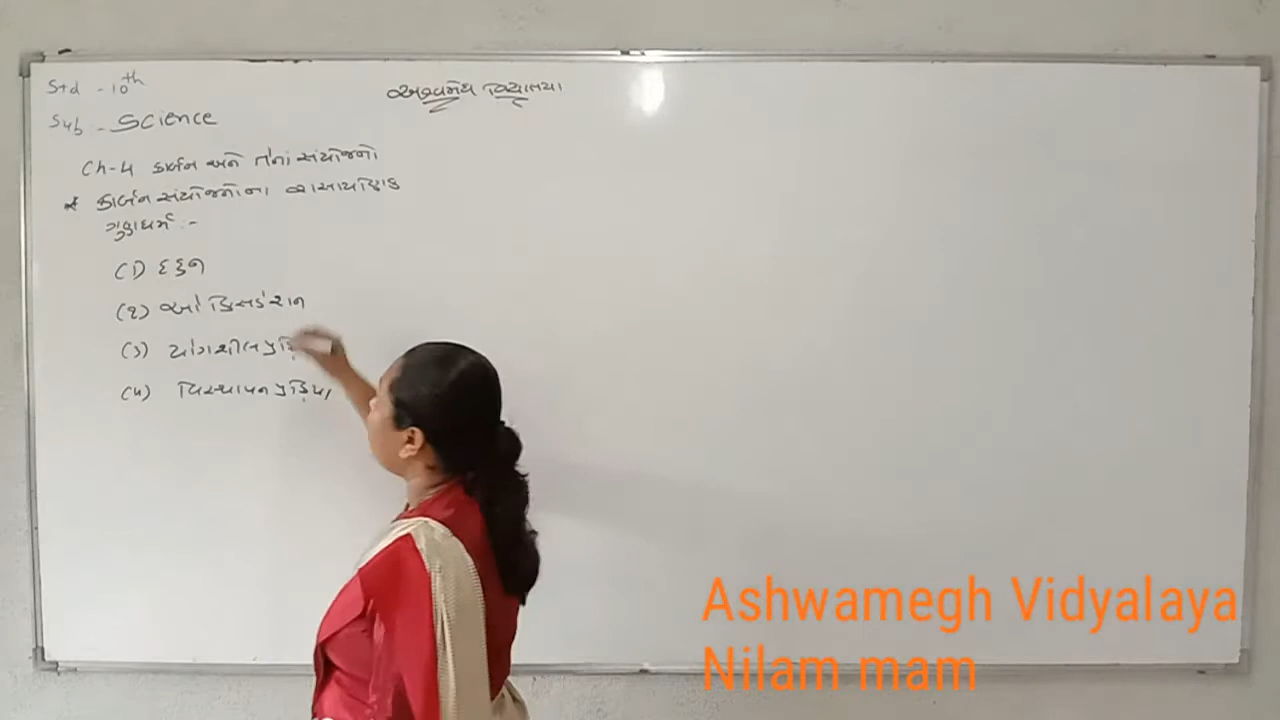 Std - 10th
અશ્વમેધ વિદ્યાલય
Sub - Science
Ch-4 કાર્બન અને તેનાં સંયોજનો
* કાર્બન સંયોજનોના રાસાયણિક
ગુણધર્મ :-
(1) દહન
(2) ઓક્સિડેશન
(3) યોગશીલ
(4) વિસ્થાપન પ્રક્રિયા
Ashwamegh Vidyalaya
Nilam mam